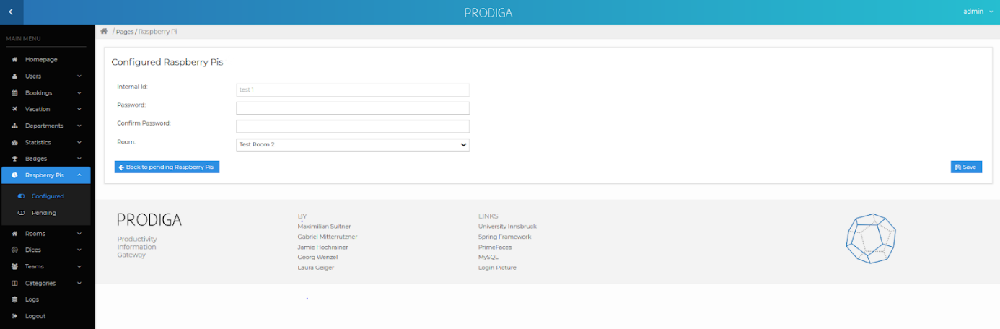 PRODIGA
admin
MAIN MENU
Homepage
Users
Bookings
Vacation
Departments
Statistics
Badges
Raspberry Pis
Configured
Pending
Rooms
Dices
Teams
Categories
Logs
Logout
/ Pages / Raspberry Pi
Configured Raspberry Pis
Internal Id:
test 1
Password:
Confirm Password:
Room:
Test Room 2
Back to pending Raspberry Pis
Save
PRODIGA
Productivity
Information
Gateway
BY
Maximilian Suitner
Gabriel Mitterrutzner
Jamie Hochrainer
Georg Wenzel
Laura Geiger
LINKS
University Innsbruck
Spring Framework
PrimeFaces
MySQL
Login Picture